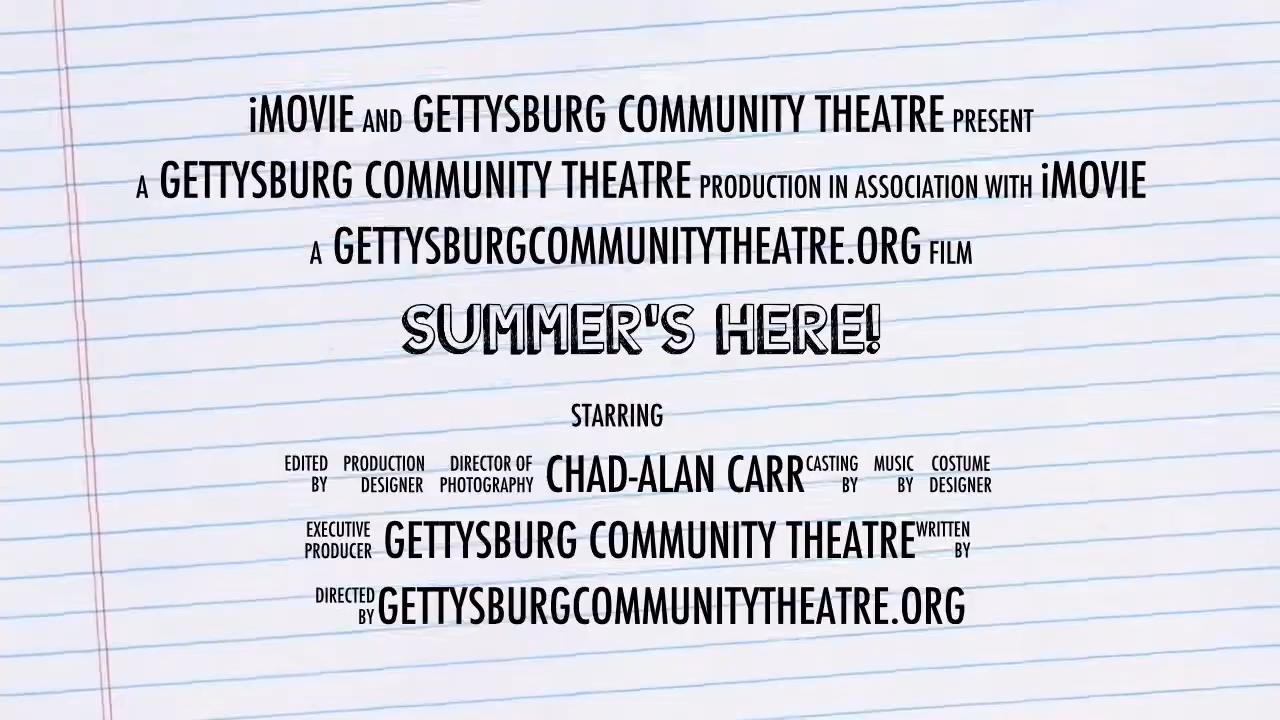 iMOVIE AND GETTYSBURG COMMUNITY THEATRE PRESENT
A GETTYSBURG COMMUNITY THEATRE PRODUCTION IN ASSOCIATION WITH iMOVIE
A GETTYSBURGCOMMUNITYTHEATRE.ORG FILM
SUMMER'S HERE!
STARRING
EDITED BY PRODUCTION DESIGNER DIRECTOR OF PHOTOGRAPHY CHAD-ALAN CARR CASTING BY MUSIC BY COSTUME DESIGNER
EXECUTIVE PRODUCER GETTYSBURG COMMUNITY THEATRE WRITTEN BY
DIRECTED BY GETTYSBURGCOMMUNITYTHEATRE.ORG